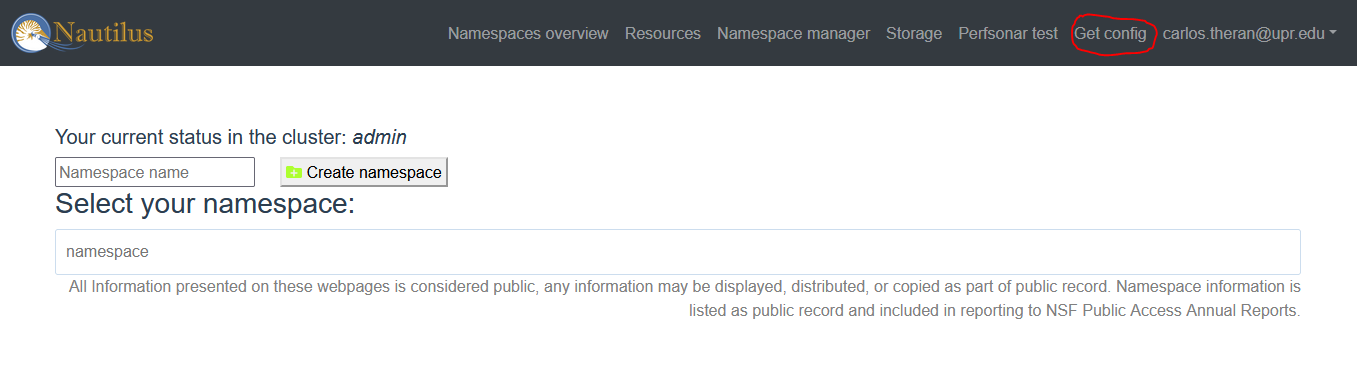 Nautilus
Namespaces overview Resources Namespace manager Storage Perfsonar test Get config carlos.theran@upr.edu
Your current status in the cluster: admin
Namespace name Create namespace
Select your namespace:
namespace
All Information presented on these webpages is considered public, any information may be displayed, distributed, or copied as part of public record. Namespace information is
listed as public record and included in reporting to NSF Public Access Annual Reports.